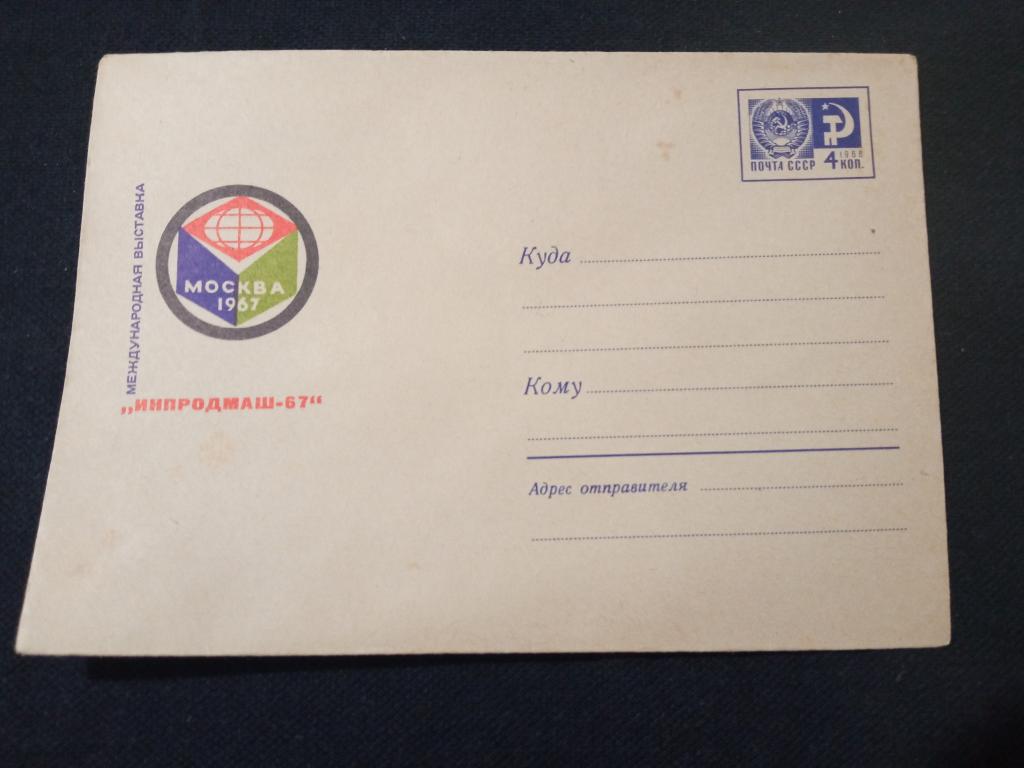 ПОЧТА СССР
1966
4 КОП.
МЕЖДУНАРОДНАЯ ВЫСТАВКА
МОСКВА
1967
„ИНПРОДМАШ-67“
Куда
Кому
Адрес отправителя